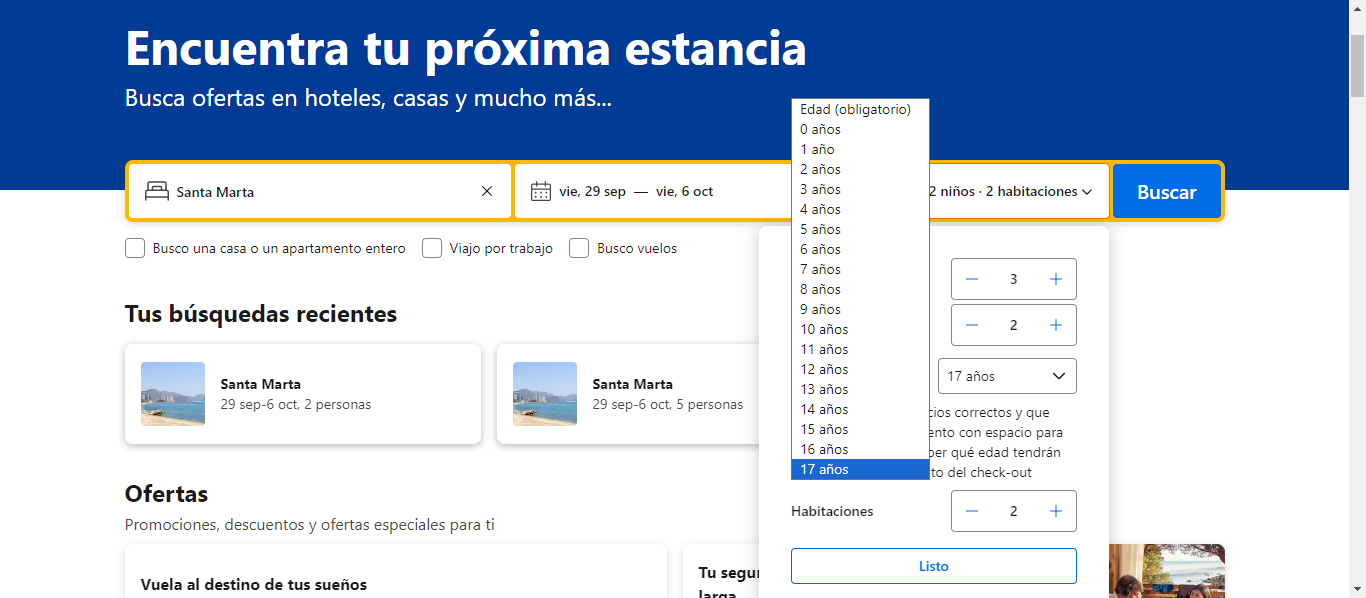 Encuentra tu próxima estancia
Busca ofertas en hoteles, casas y mucho más...
Santa Marta
vie, 29 sep — vie, 6 oct
2 niños · 2 habitaciones
Buscar
Edad (obligatorio)
0 años
1 año
2 años
3 años
4 años
5 años
6 años
7 años
8 años
9 años
10 años
11 años
12 años
13 años
14 años
15 años
16 años
17 años
Busco una casa o un apartamento entero
Viajo por trabajo
Busco vuelos
3
2
17 años
correctos y que
con espacio para
qué edad tendrán
del check-out
Habitaciones
2
Listo
Tus búsquedas recientes
Santa Marta
29 sep-6 oct, 2 personas
Santa Marta
29 sep-6 oct, 5 personas
Ofertas
Promociones, descuentos y ofertas especiales para ti
Vuela al destino de tus sueños
Tu
larga